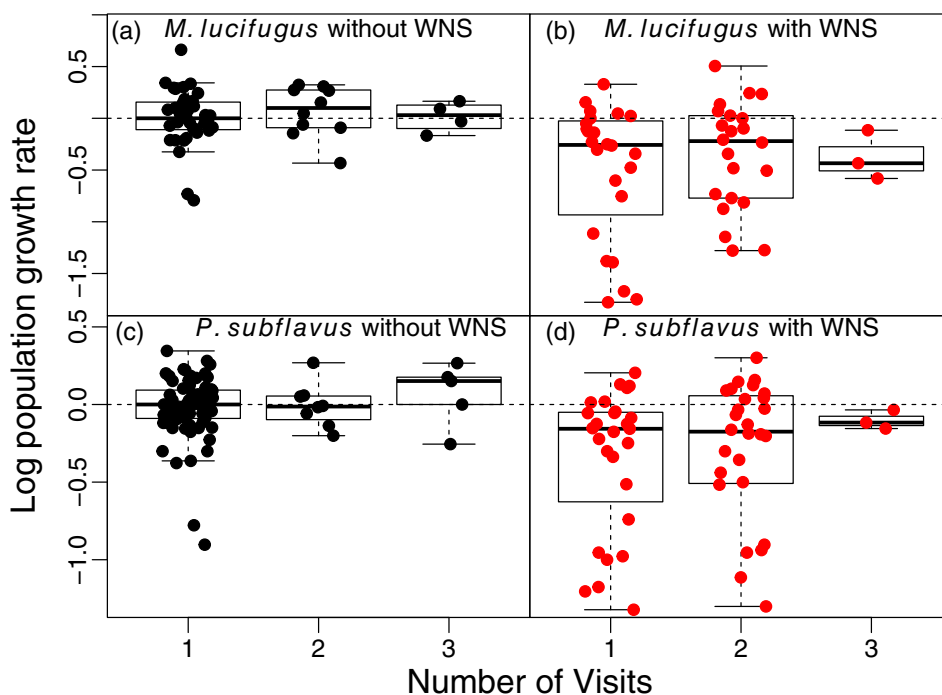 (a) M. lucifugus without WNS
(b) M. lucifugus with WNS
0.5
−0.5
−1.5
(c) P. subflavus without WNS
(d) P. subflavus with WNS
0.5
0.0
−0.5
−1.0
Log population growth rate
1 2 3 1 2 3
Number of Visits